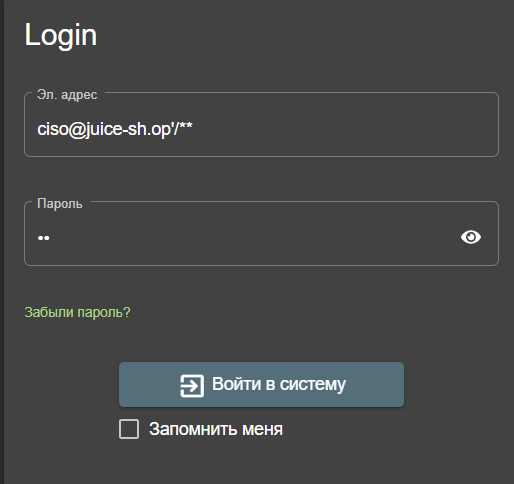 Login
Эл. адрес
ciso@juice-sh.op'/**
Пароль
••
Забыли пароль?
Войти в систему
Запомнить меня